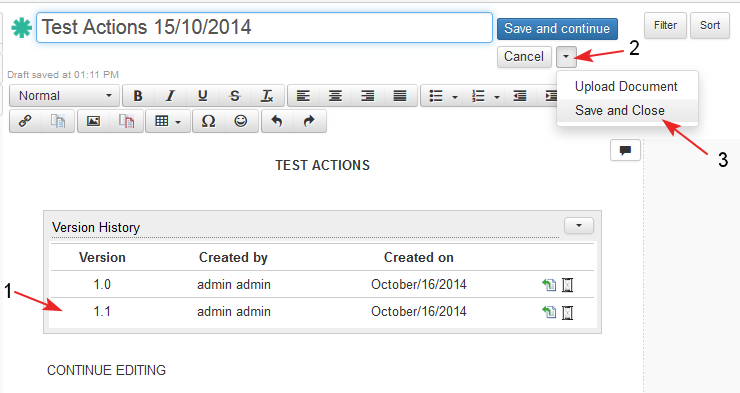 Test Actions 15/10/2014
Save and continue
Filter
Sort
Cancel
2
Draft saved at 01:11 PM
Upload Document
Save and Close
3
Normal
B I U S Tx
Ω
TEST ACTIONS
Version History
Version Created by Created on
1.0 admin admin October/16/2014
1 1.1 admin admin October/16/2014
CONTINUE EDITING